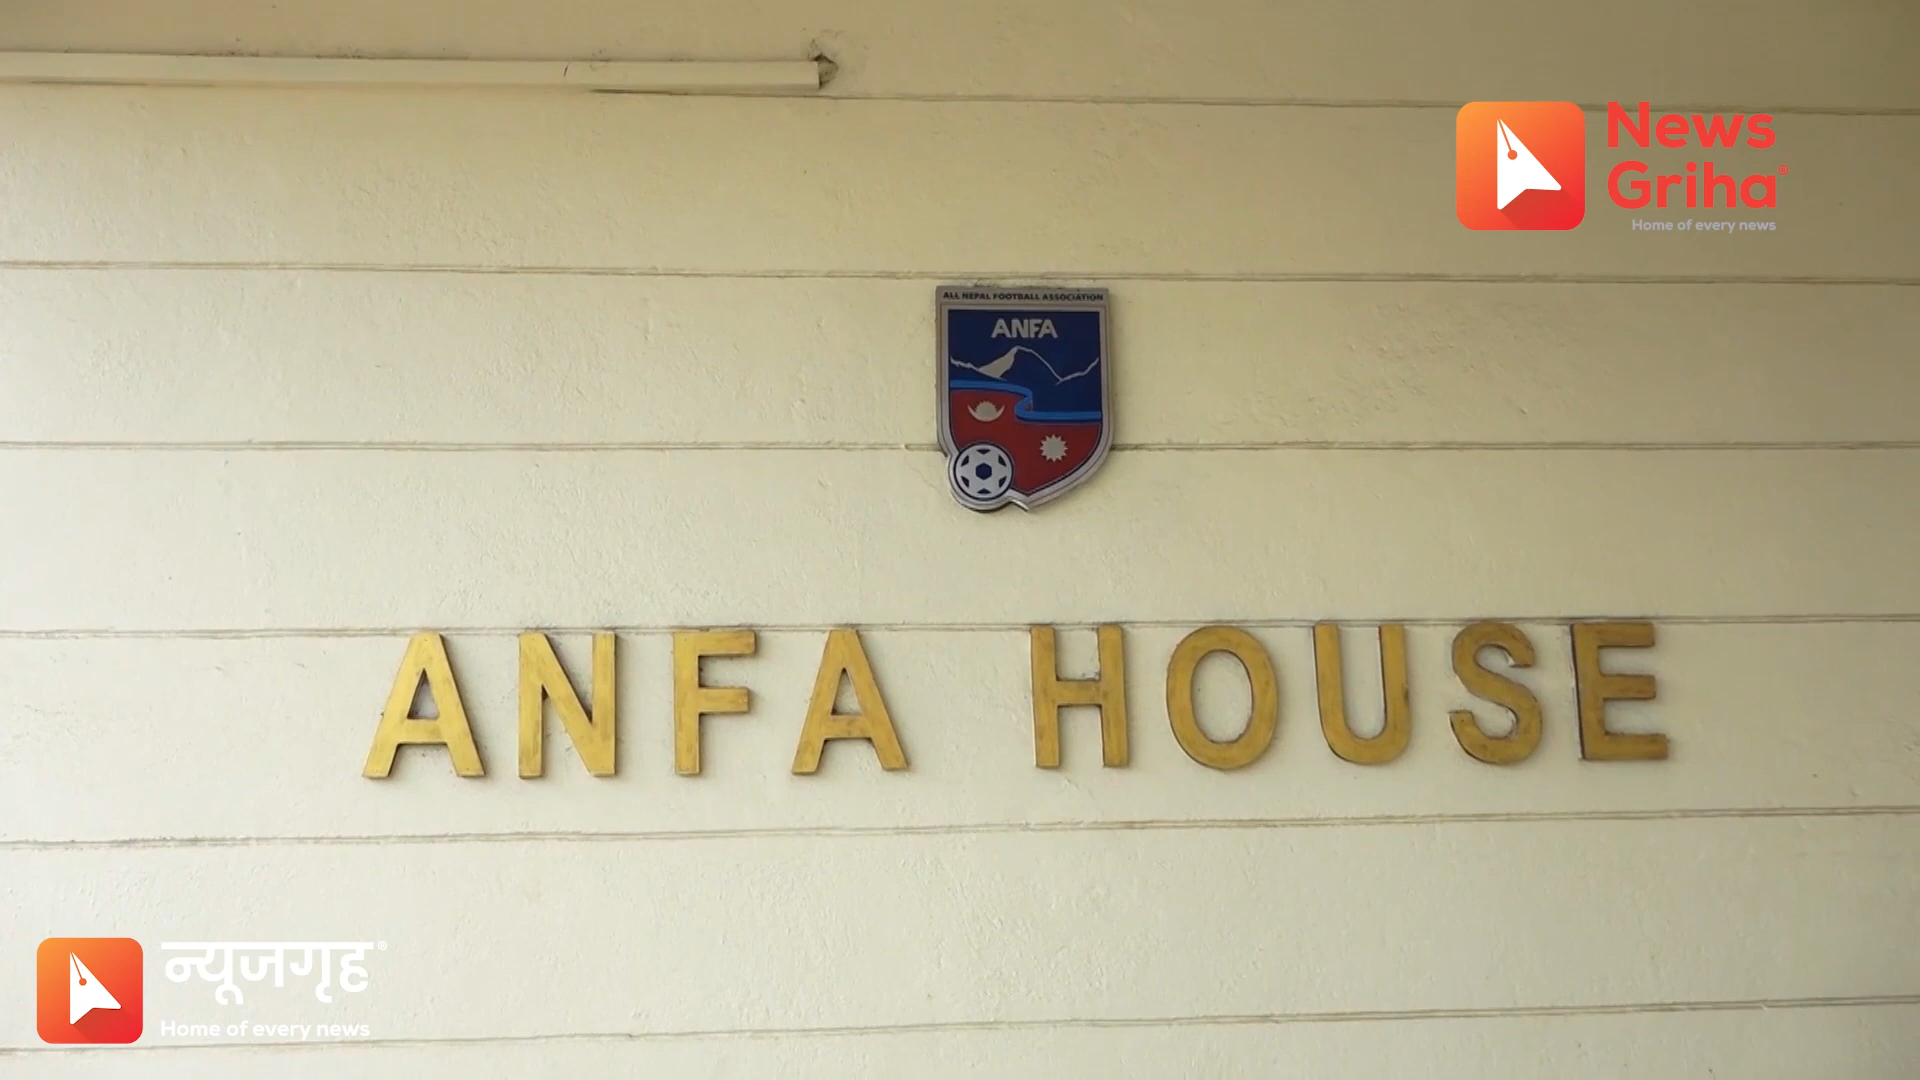 News
Griha®
Home of every news
ALL NEPAL FOOTBALL ASSOCIATION
ANFA
ANFA HOUSE
न्यूजगृह®
Home of every news